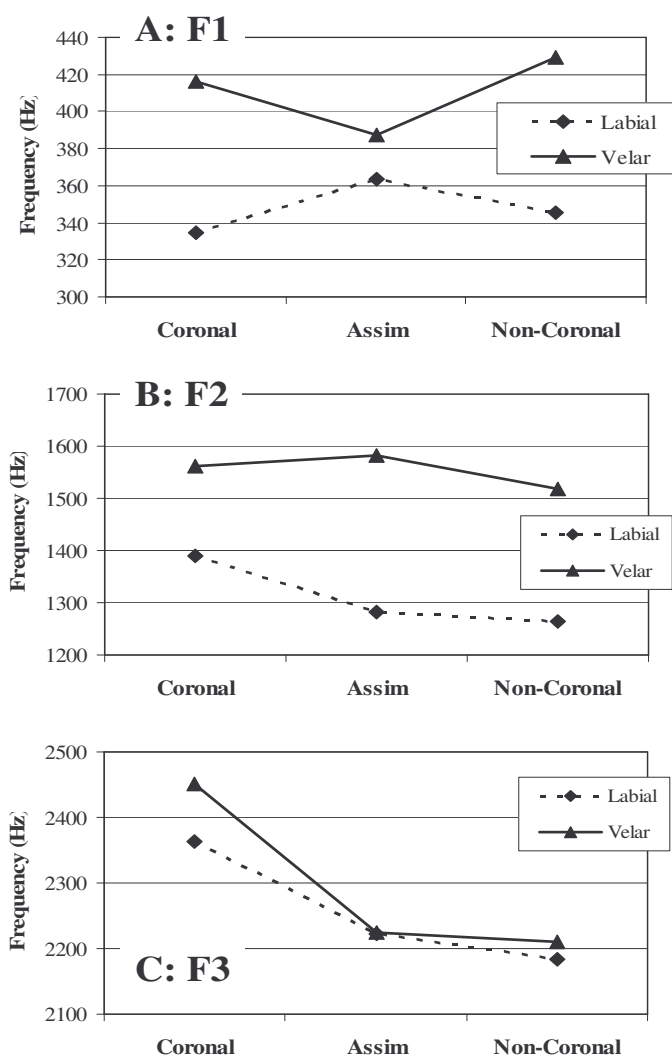 A: F1
440
420
400
380
360
340
320
300
Frequency (Hz)
Labial
Velar
Coronal Assim Non-Coronal
B: F2
1700
1600
1500
1400
1300
1200
Frequency (Hz)
Labial
Velar
Coronal Assim Non-Coronal
2500
2400
2300
2200
2100
Frequency (Hz)
Labial
Velar
C: F3
Coronal Assim Non-Coronal